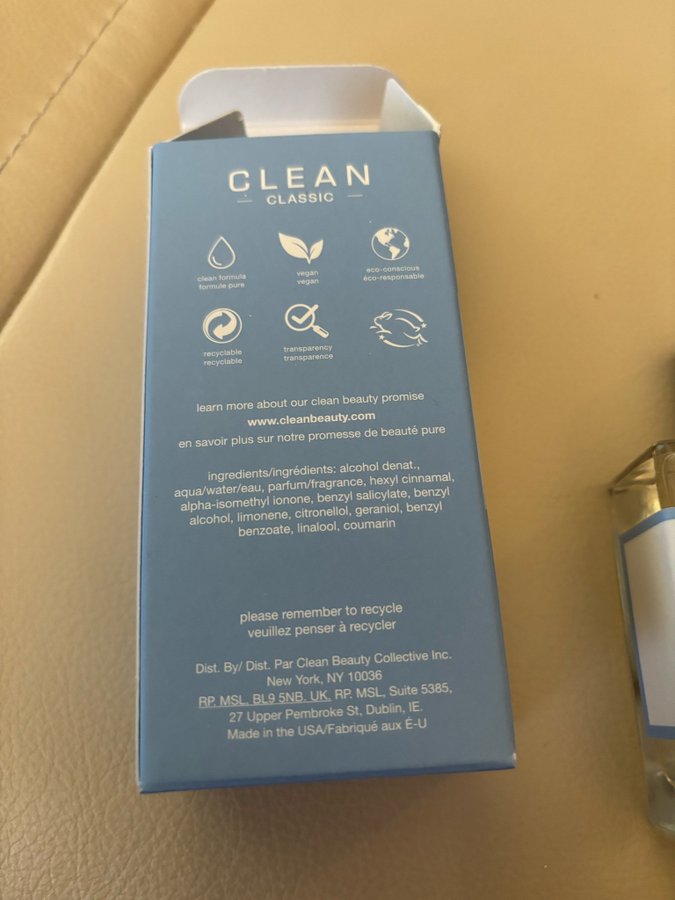 CLEAN
CLASSIC
clean formula
formule pure
vegan
vegan
eco-conscious
éco-responsable
recyclable
recyclable
transparency
transparence
learn more about our clean beauty promise
www.cleanbeauty.com
en savoir plus sur notre promesse de beauté pure
ingredients/ingrédients: alcohol denat.,
aqua/water/eau, parfum/fragrance, hexyl cinnamal,
alpha-isomethyl ionone, benzyl salicylate, benzyl
alcohol, limonene, citronellol, geraniol, benzyl
benzoate, linalool, coumarin
please remember to recycle
veuillez penser à recycler
Dist. By/ Dist. Par Clean Beauty Collective Inc.
New York, NY 10036
RP. MSL, BL9 5NB. UK. RP. MSL, Suite 5385,
27 Upper Pembroke St, Dublin, IE.
Made in the USA/Fabriqué aux É-U